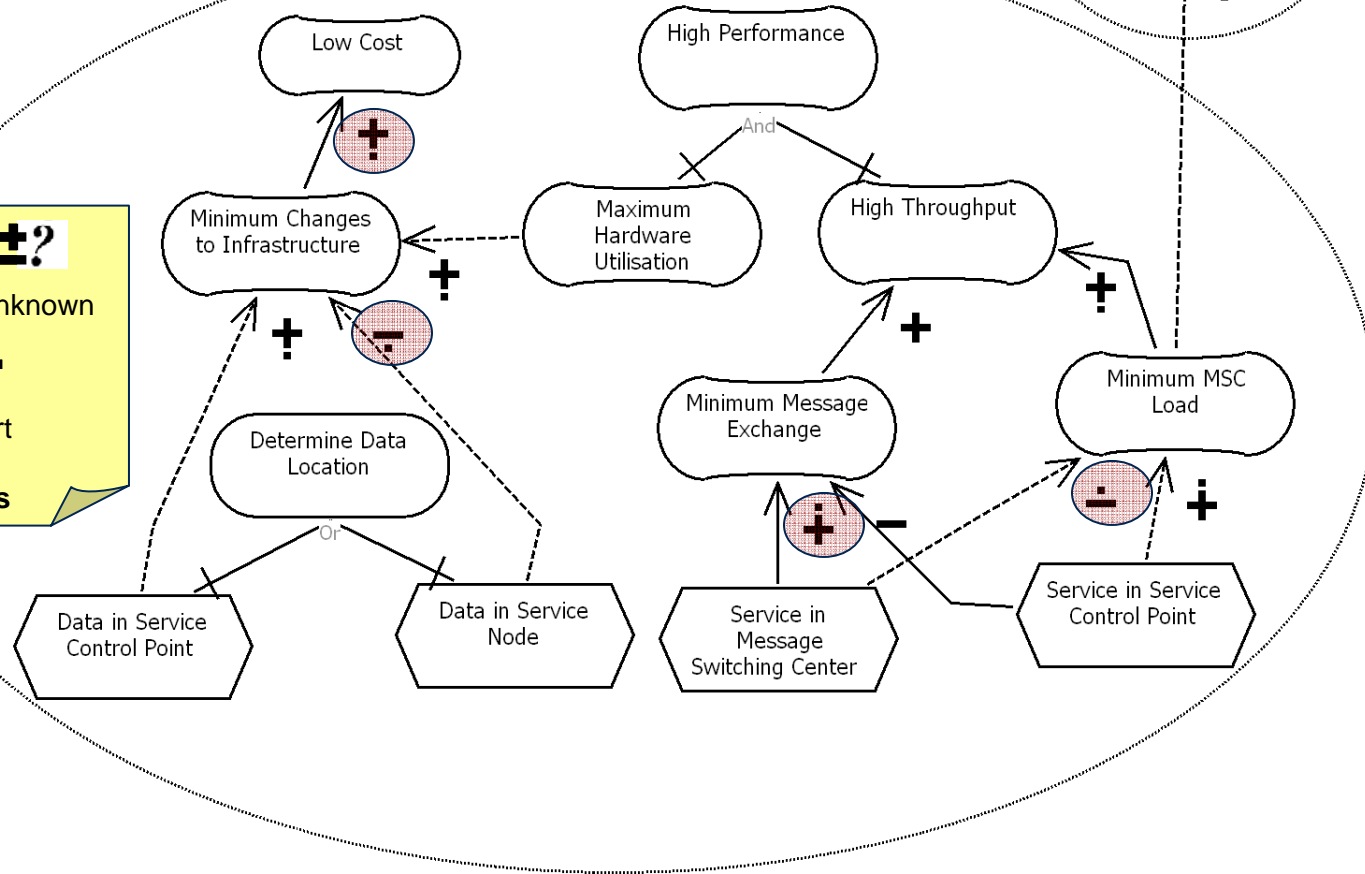 Low Cost
High Performance
And
Minimum Changes
to Infrastructure
Maximum
Hardware
Utilisation
High Throughput
±?
nknown
rt
s
+
-
Minimum MSC
Load
Minimum Message
Exchange
Determine Data
Location
Or
Data in Service
Control Point
Data in Service
Node
Service in
Message
Switching Center
Service in Service
Control Point